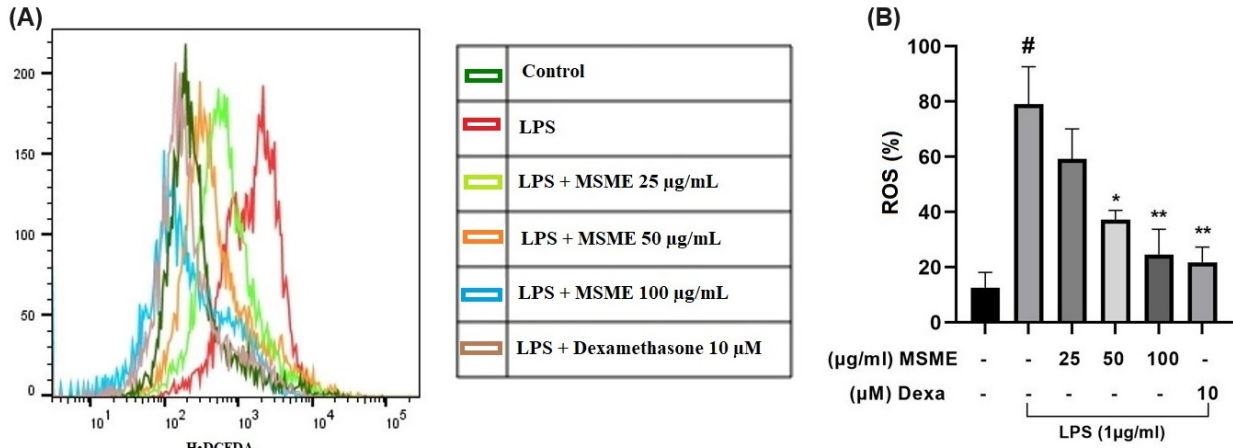 (A)
200
150
100
50
0
10¹ 10² 10³ 10⁴ 10⁵
H₂DCFDA
Control
LPS
LPS + MSME 25 µg/mL
LPS + MSME 50 µg/mL
LPS + MSME 100 µg/mL
LPS + Dexamethasone 10 µM
(B)
ROS (%)
100
80
60
40
20
0
#
*
**
**
(µg/ml) MSME - - 25 50 100 -
(µM) Dexa - - - - - 10
LPS (1µg/ml)